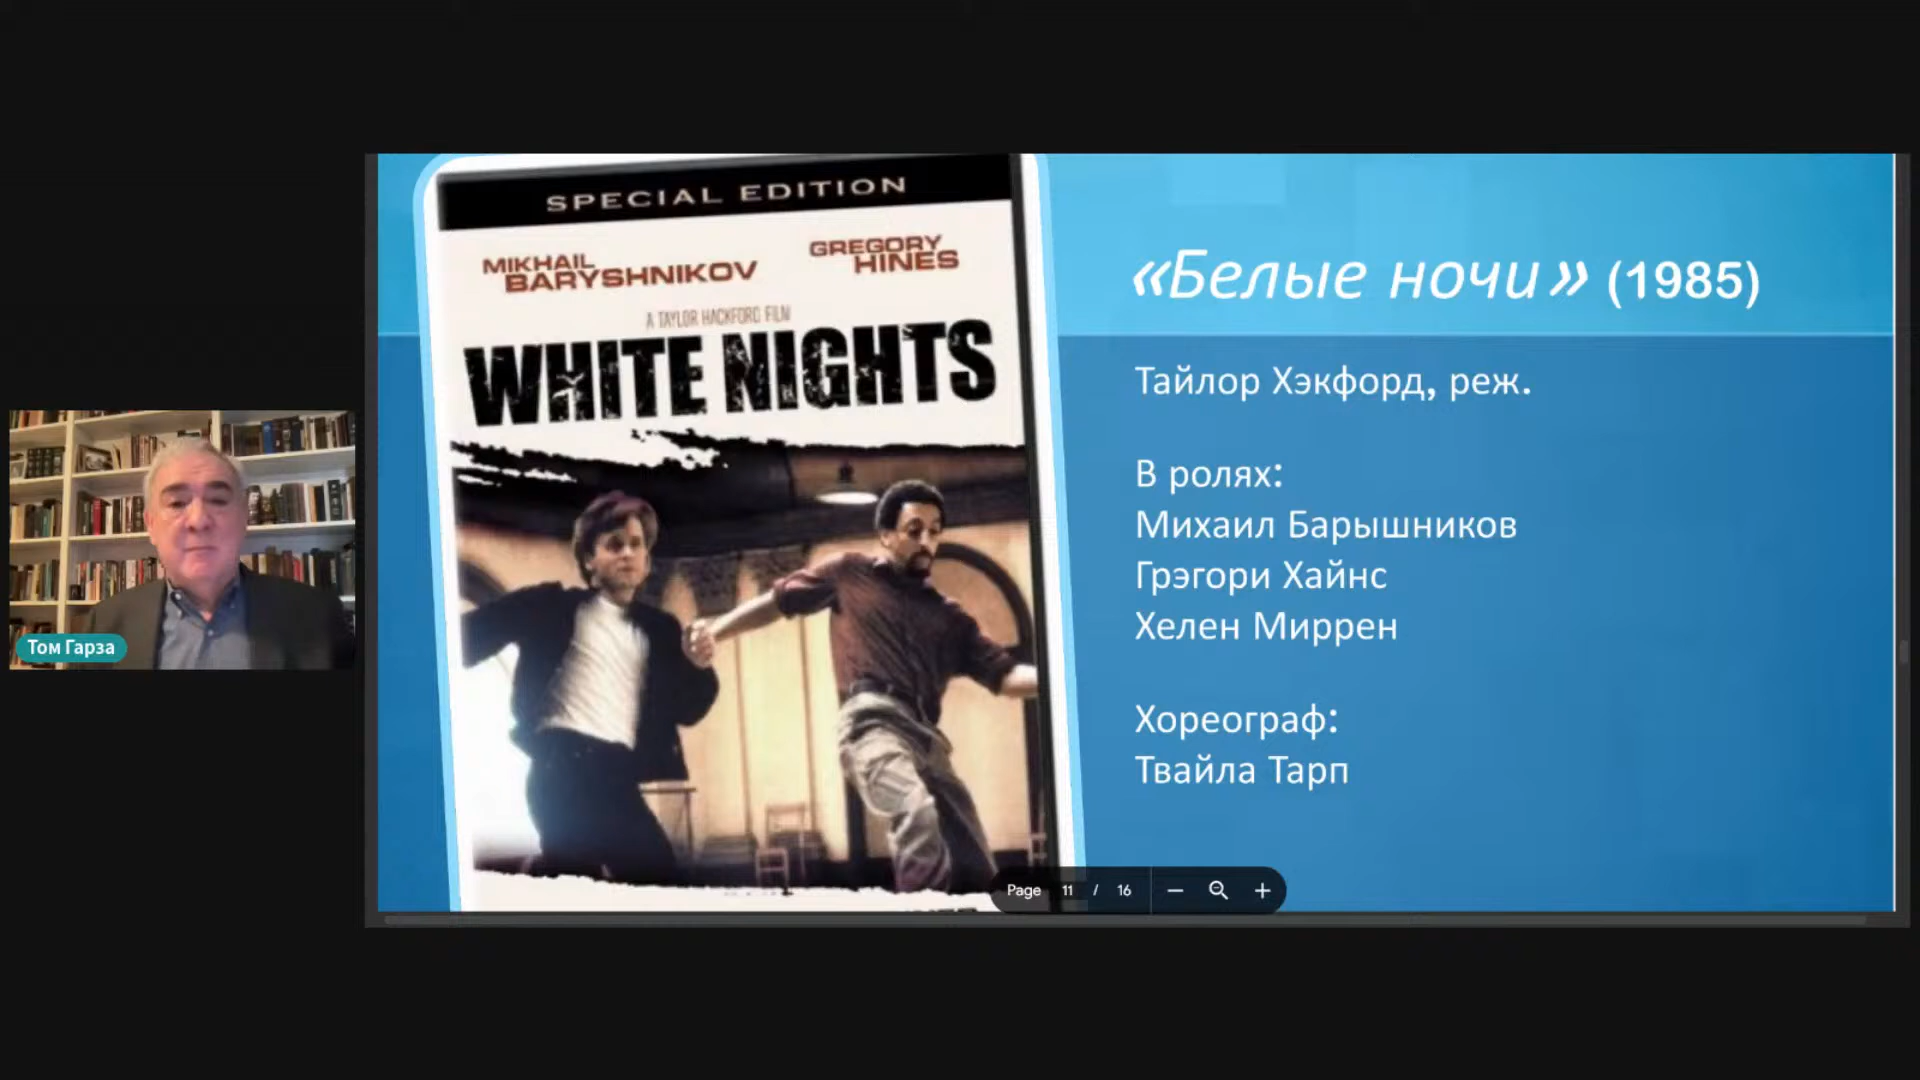 SPECIAL EDITION
MIKHAIL
BARYSHNIKOV
GREGORY
HINES
A TAYLOR HACKFORD FILM
WHITE NIGHTS
«Белые ночи» (1985)
Тайлор Хэкфорд, реж.
В ролях:
Михаил Барышников
Грэгори Хайнс
Хелен Миррен
Хореограф:
Твайла Тарп
Том Гарза
Page 11 / 16